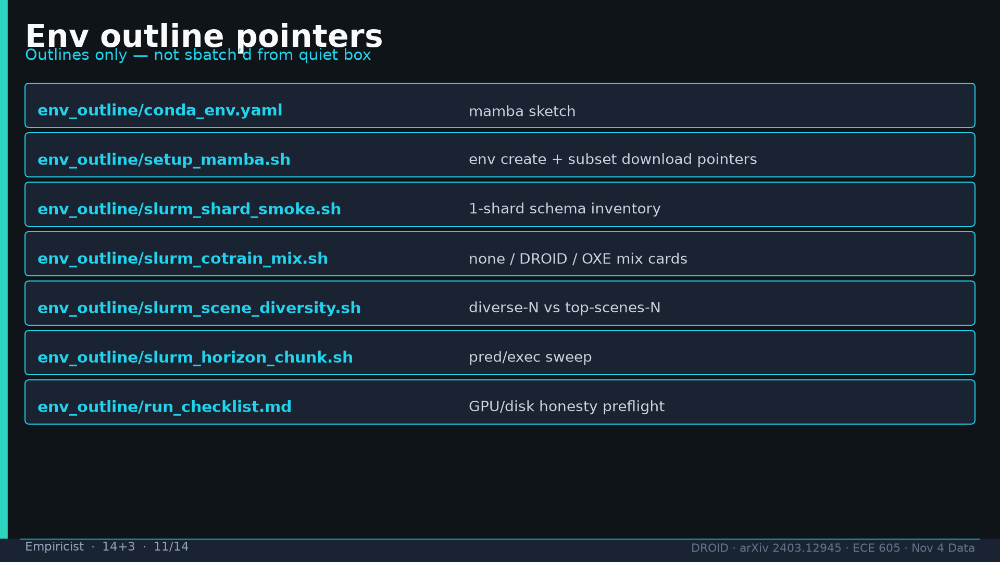 Env outline pointers
Outlines only — not sbatch'd from quiet box
env_outline/conda_env.yaml mamba sketch
env_outline/setup_mamba.sh env create + subset download pointers
env_outline/slurm_shard_smoke.sh 1-shard schema inventory
env_outline/slurm_cotrain_mix.sh none / DROID / OXE mix cards
env_outline/slurm_scene_diversity.sh diverse-N vs top-scenes-N
env_outline/slurm_horizon_chunk.sh pred/exec sweep
env_outline/run_checklist.md GPU/disk honesty preflight
Empiricist · 14+3 · 11/14 DROID · arXiv 2403.12945 · ECE 605 · Nov 4 Data